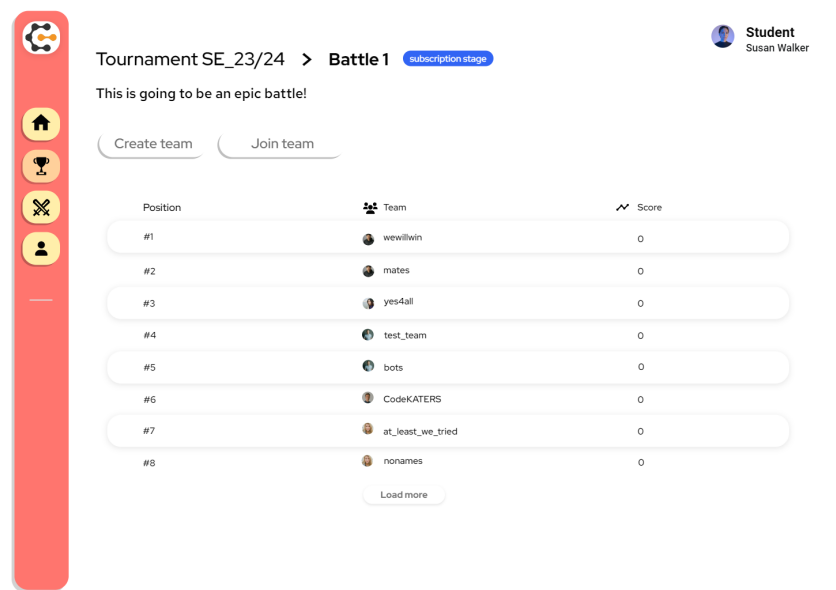 Student
Susan Walker
Tournament SE_23/24 > Battle 1 subscription stage
This is going to be an epic battle!
Create team Join team
Position Team Score
#1 wewillwin 0
#2 mates 0
#3 yes4all 0
#4 test_team 0
#5 bots 0
#6 CodeKATERS 0
#7 at_least_we_tried 0
#8 nonames 0
Load more